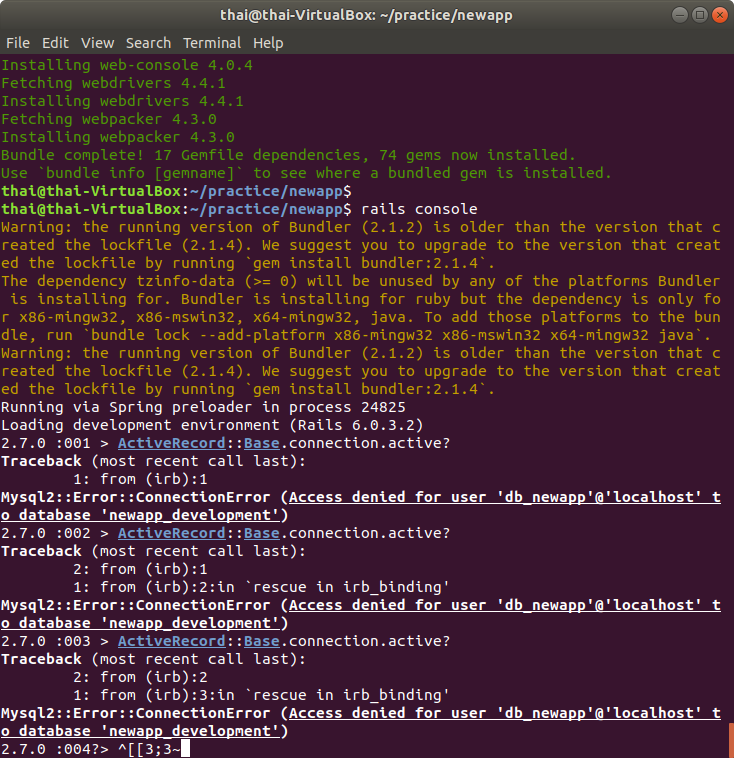 thai@thai-VirtualBox: ~/practice/newapp
File Edit View Search Terminal Help
Installing web-console 4.0.4
Fetching webdrivers 4.4.1
Installing webdrivers 4.4.1
Fetching webpacker 4.3.0
Installing webpacker 4.3.0
Bundle complete! 17 Gemfile dependencies, 74 gems now installed.
Use `bundle info [gemname]` to see where a bundled gem is installed.
thai@thai-VirtualBox:~/practice/newapp$
thai@thai-VirtualBox:~/practice/newapp$ rails console
Warning: the running version of Bundler (2.1.2) is older than the version that c
reated the lockfile (2.1.4). We suggest you to upgrade to the version that creat
ed the lockfile by running `gem install bundler:2.1.4`.
The dependency tzinfo-data (>= 0) will be unused by any of the platforms Bundler
 is installing for. Bundler is installing for ruby but the dependency is only fo
r x86-mingw32, x86-mswin32, x64-mingw32, java. To add those platforms to the bun
dle, run `bundle lock --add-platform x86-mingw32 x86-mswin32 x64-mingw32 java`.
Warning: the running version of Bundler (2.1.2) is older than the version that c
reated the lockfile (2.1.4). We suggest you to upgrade to the version that creat
ed the lockfile by running `gem install bundler:2.1.4`.
Running via Spring preloader in process 24825
Loading development environment (Rails 6.0.3.2)
2.7.0 :001 > ActiveRecord::Base.connection.active?
Traceback (most recent call last):
        1: from (irb):1
Mysql2::Error::ConnectionError (Access denied for user 'db_newapp'@'localhost' t
o database 'newapp_development')
2.7.0 :002 > ActiveRecord::Base.connection.active?
Traceback (most recent call last):
        2: from (irb):1
        1: from (irb):2:in `rescue in irb_binding'
Mysql2::Error::ConnectionError (Access denied for user 'db_newapp'@'localhost' t
o database 'newapp_development')
2.7.0 :003 > ActiveRecord::Base.connection.active?
Traceback (most recent call last):
        2: from (irb):2
        1: from (irb):3:in `rescue in irb_binding'
Mysql2::Error::ConnectionError (Access denied for user 'db_newapp'@'localhost' t
o database 'newapp_development')
2.7.0 :004?> ^[[3;3~